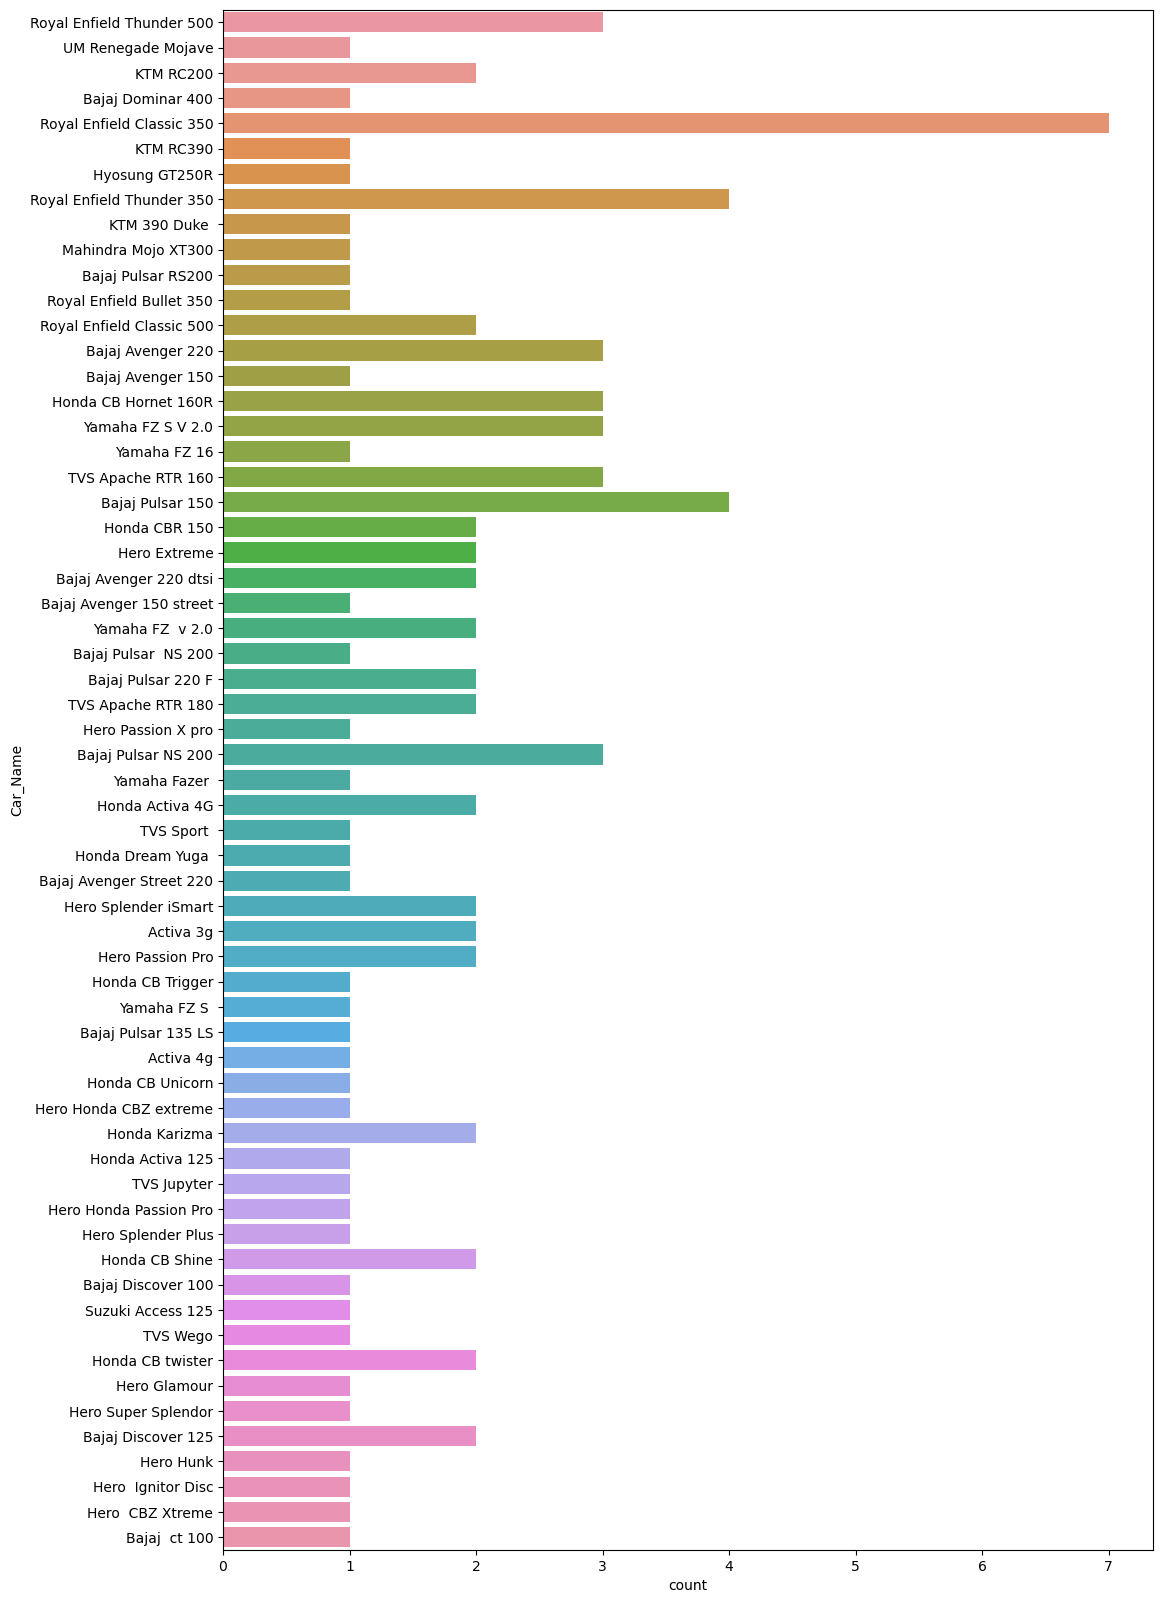 Royal Enfield Thunder 500
UM Renegade Mojave
KTM RC200
Bajaj Dominar 400
Royal Enfield Classic 350
KTM RC390
Hyosung GT250R
Royal Enfield Thunder 350
KTM 390 Duke
Mahindra Mojo XT300
Bajaj Pulsar RS200
Royal Enfield Bullet 350
Royal Enfield Classic 500
Bajaj Avenger 220
Bajaj Avenger 150
Honda CB Hornet 160R
Yamaha FZ S V 2.0
Yamaha FZ 16
TVS Apache RTR 160
Bajaj Pulsar 150
Honda CBR 150
Hero Extreme
Bajaj Avenger 220 dtsi
Bajaj Avenger 150 street
Yamaha FZ  v 2.0
Bajaj Pulsar  NS 200
Bajaj Pulsar 220 F
TVS Apache RTR 180
Hero Passion X pro
Bajaj Pulsar NS 200
Yamaha Fazer
Honda Activa 4G
TVS Sport
Honda Dream Yuga
Bajaj Avenger Street 220
Hero Splender iSmart
Activa 3g
Hero Passion Pro
Honda CB Trigger
Yamaha FZ S
Bajaj Pulsar 135 LS
Activa 4g
Honda CB Unicorn
Hero Honda CBZ extreme
Honda Karizma
Honda Activa 125
TVS Jupyter
Hero Honda Passion Pro
Hero Splender Plus
Honda CB Shine
Bajaj Discover 100
Suzuki Access 125
TVS Wego
Honda CB twister
Hero Glamour
Hero Super Splendor
Bajaj Discover 125
Hero Hunk
Hero  Ignitor Disc
Hero  CBZ Xtreme
Bajaj  ct 100
Car_Name
0 1 2 3 4 5 6 7
count